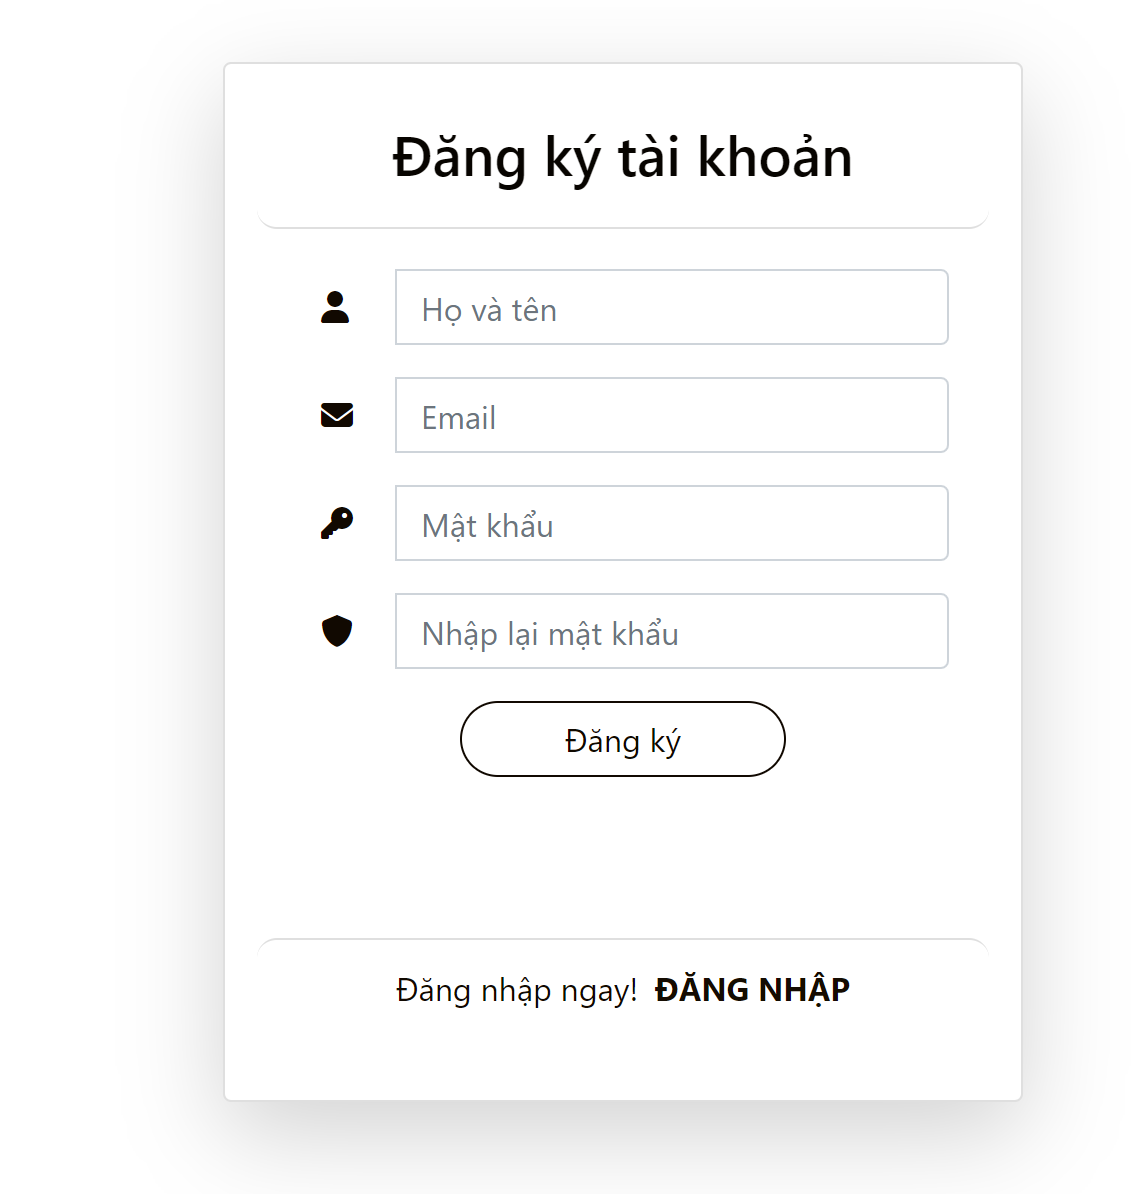 Đăng ký tài khoản
Họ và tên
Email
Mật khẩu
Nhập lại mật khẩu
Đăng ký
Đăng nhập ngay! ĐĂNG NHẬP